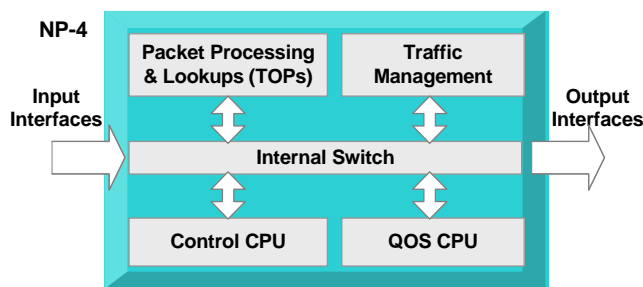 NP-4
Packet Processing
& Lookups (TOPs)
Traffic
Management
Input
Interfaces
Output
Interfaces
Internal Switch
Control CPU
QOS CPU